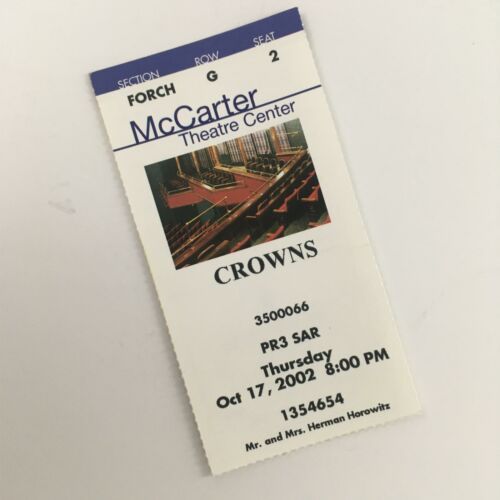 SECTION ROW SEAT
FORCH G 2
McCarter
Theatre Center
CROWNS
3500066
PR3 SAR
Thursday
Oct 17, 2002 8:00 PM
1354654
Mr. and Mrs. Herman Horowitz